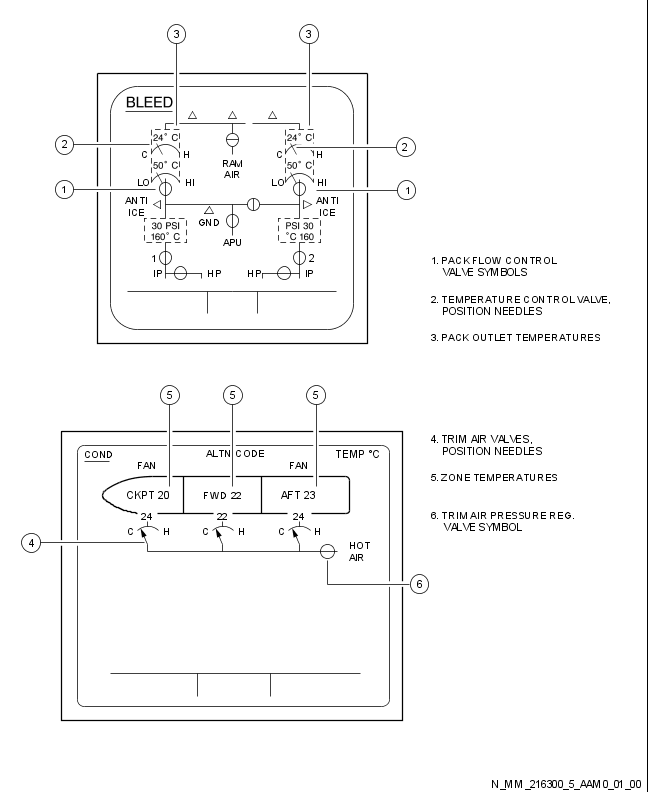 3 3
BLEED
24° C 24° C
2 C H C H 2
RAM
AIR
50° C 50° C
1 LO HI LO HI 1
ANTI ICE GND ANTI ICE
APU
30 PSI PSI 30
160° C °C 160
1 2
IP HP HP IP
1. PACK FLOW CONTROL
VALVE SYMBOLS
2. TEMPERATURE CONTROL VALVE,
POSITION NEEDLES
3. PACK OUTLET TEMPERATURES
5 5 5
COND ALTN CODE TEMP °C
FAN FAN
CKPT 20 FWD 22 AFT 23
24 22 24
C H C H C H
4 HOT
AIR
6
4. TRIM AIR VALVES,
POSITION NEEDLES
5. ZONE TEMPERATURES
6. TRIM AIR PRESSURE REG.
VALVE SYMBOL
N_MM_216300_5_AAM0_01_00